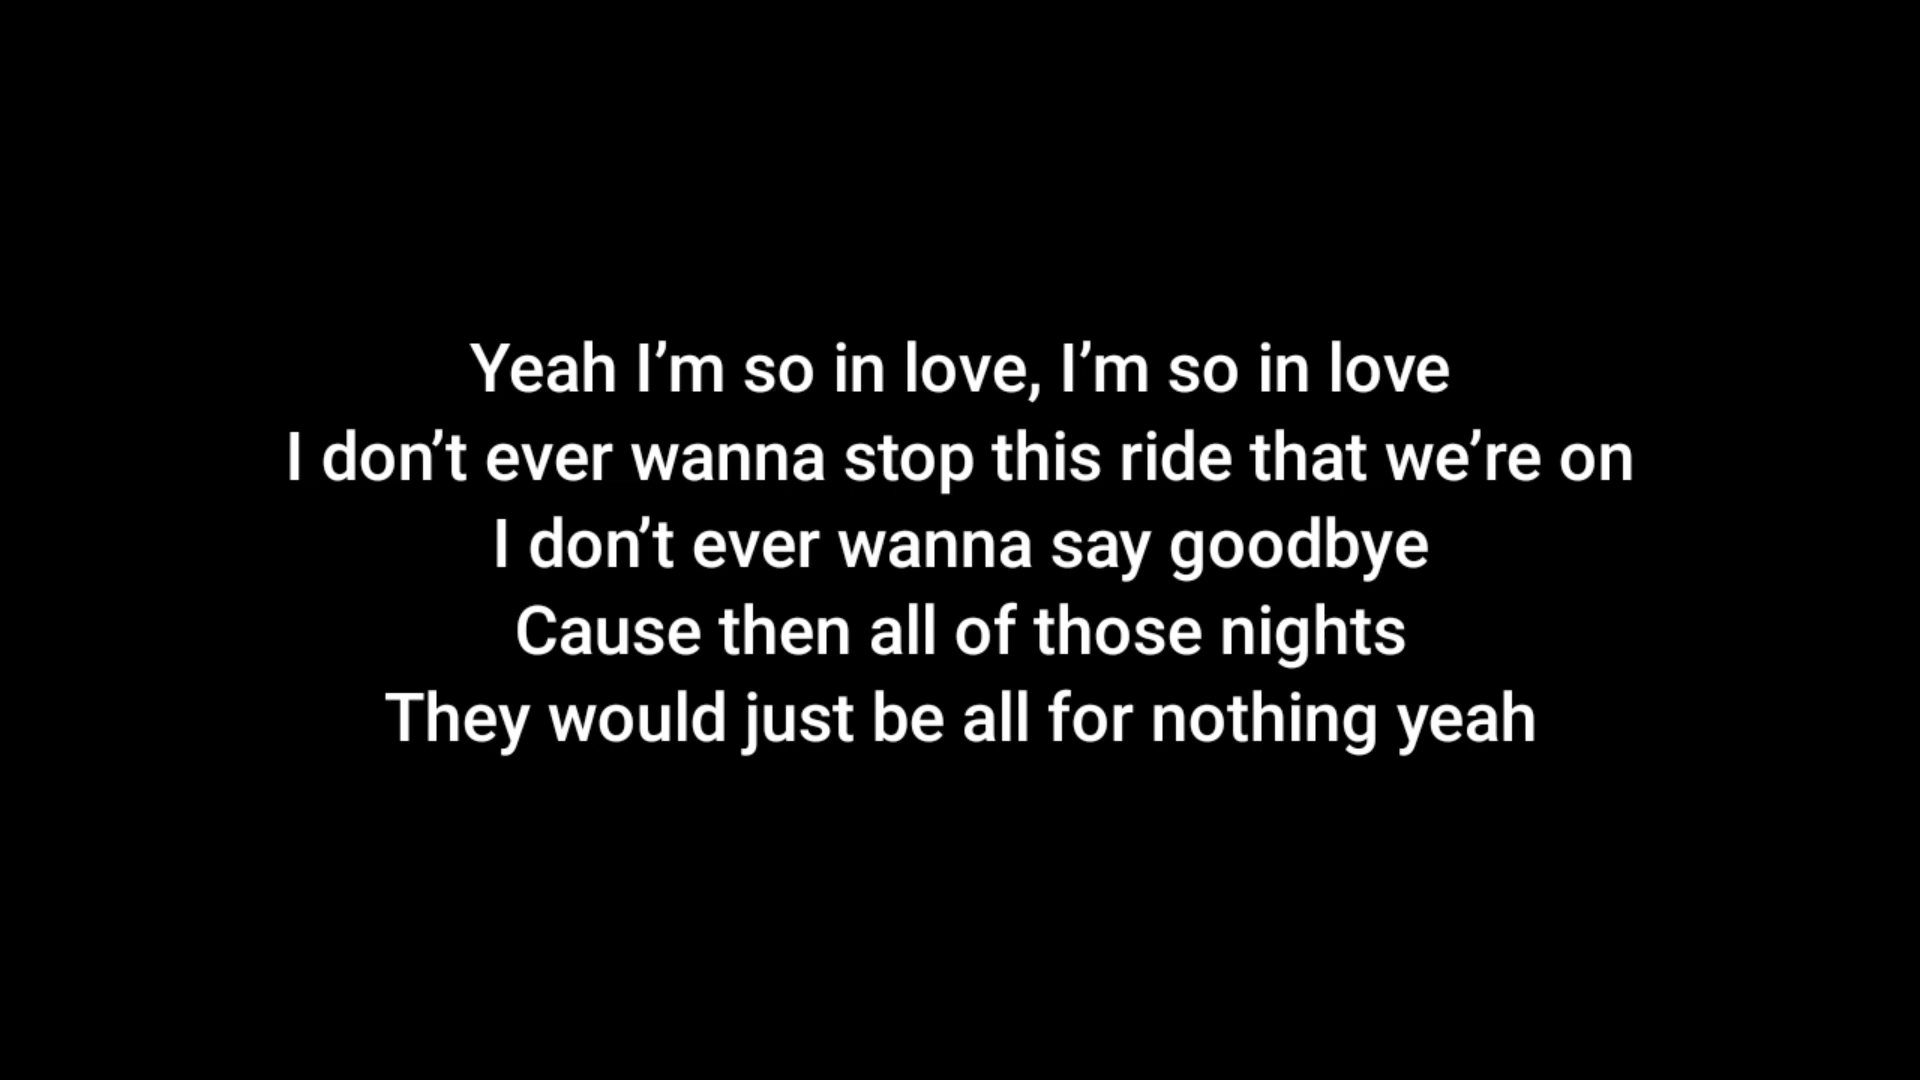 Yeah I’m so in love, I’m so in love
I don’t ever wanna stop this ride that we’re on
I don’t ever wanna say goodbye
Cause then all of those nights
They would just be all for nothing yeah